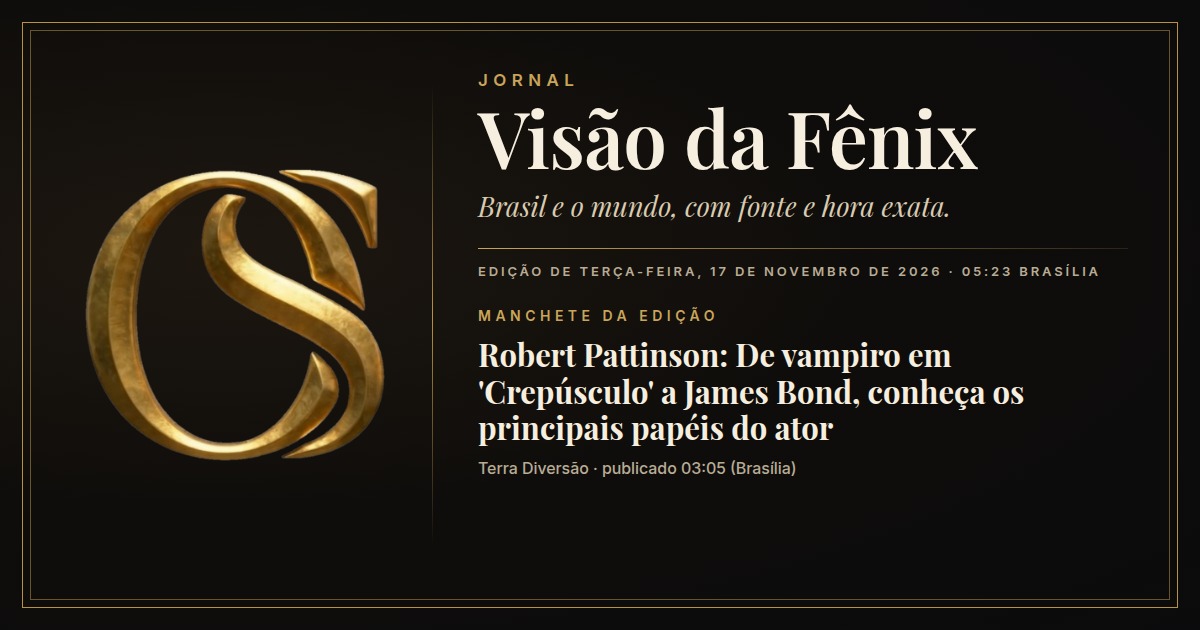 JORNAL
Visão da Fênix
Brasil e o mundo, com fonte e hora exata.
EDIÇÃO DE TERÇA-FEIRA, 17 DE NOVEMBRO DE 2026 · 05:23 BRASÍLIA
MANCHETE DA EDIÇÃO
Robert Pattinson: De vampiro em
'Crepúsculo' a James Bond, conheça os
principais papéis do ator
Terra Diversão · publicado 03:05 (Brasília)
OS